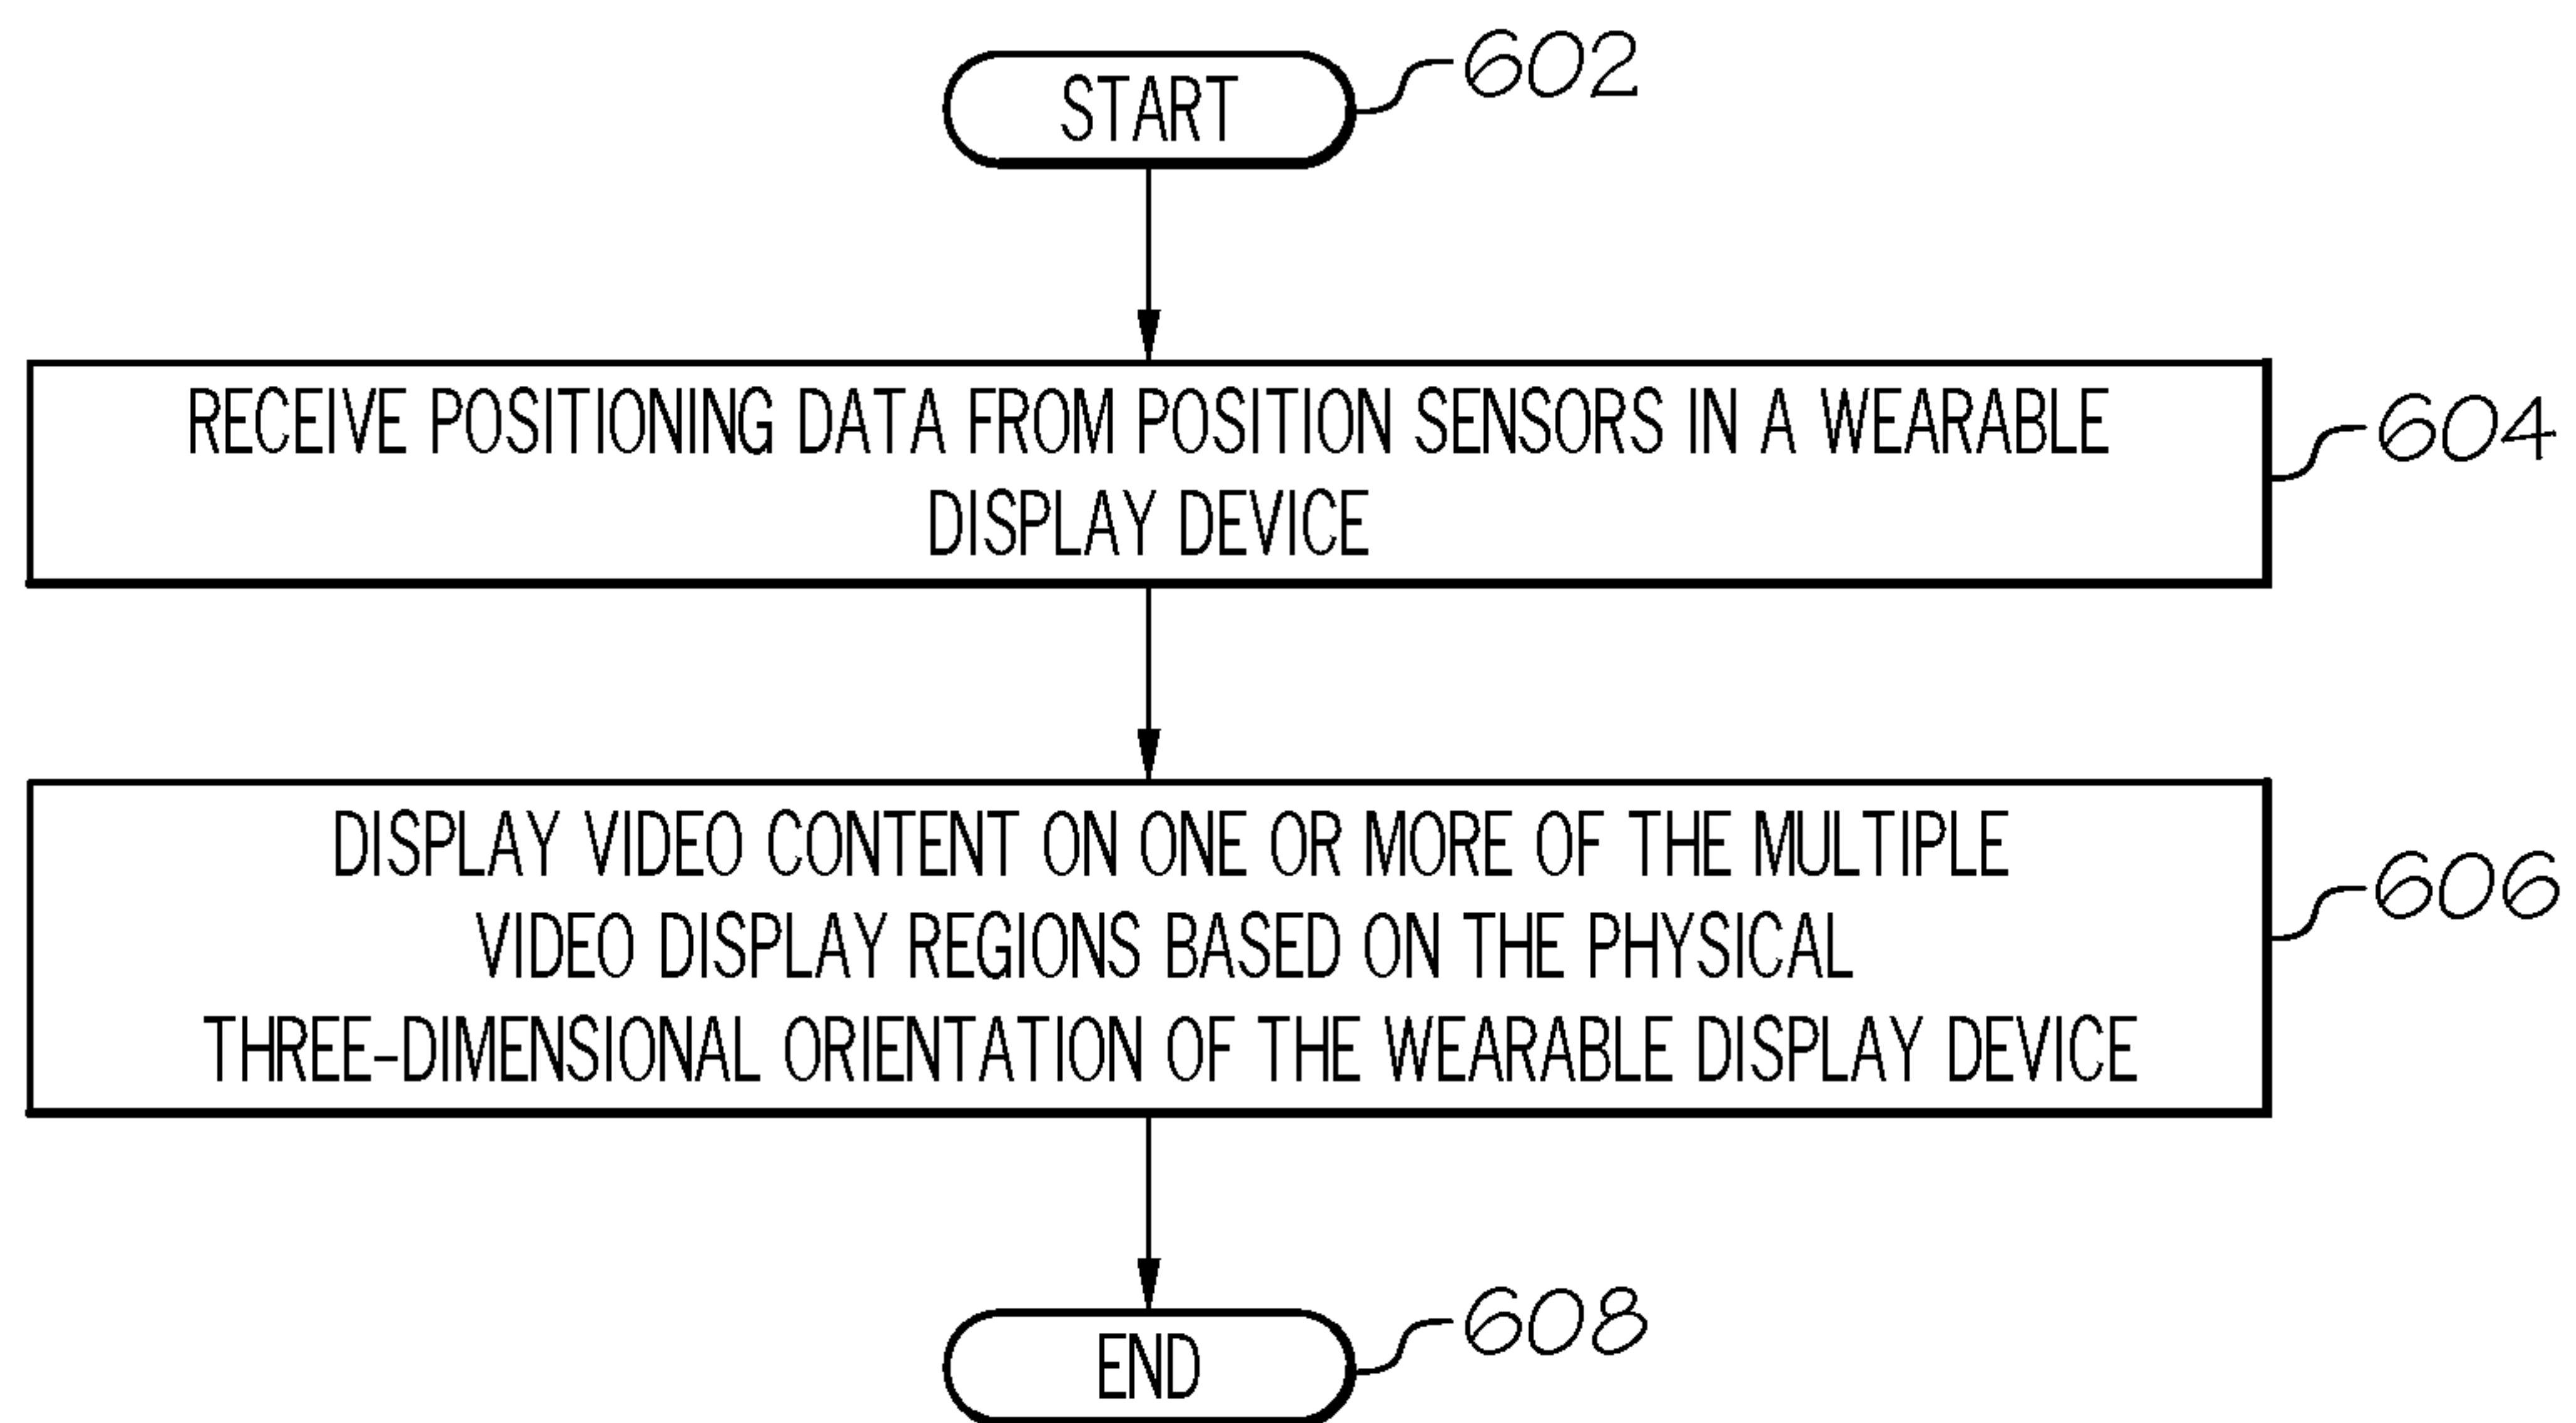 START
602
RECEIVE POSITIONING DATA FROM POSITION SENSORS IN A WEARABLE
DISPLAY DEVICE
604
DISPLAY VIDEO CONTENT ON ONE OR MORE OF THE MULTIPLE
VIDEO DISPLAY REGIONS BASED ON THE PHYSICAL
THREE-DIMENSIONAL ORIENTATION OF THE WEARABLE DISPLAY DEVICE
606
END
608